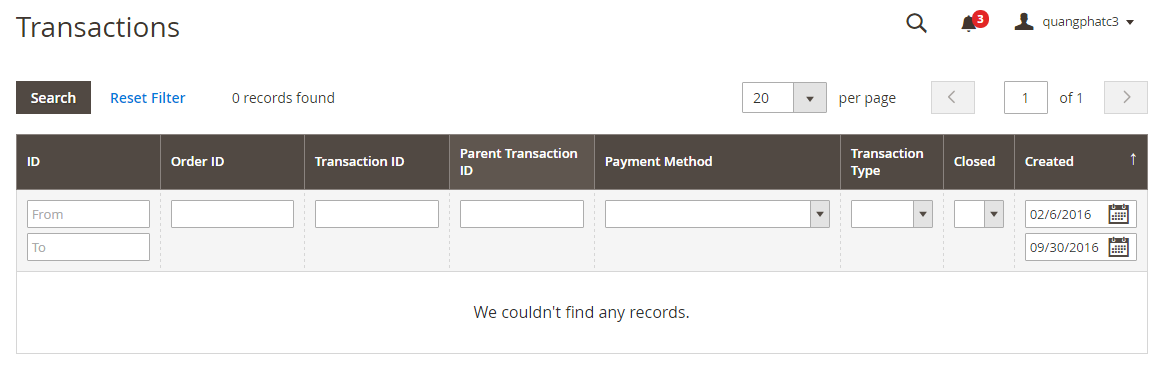 Transactions
3
quangphatc3
Search
Reset Filter
0 records found
20
per page
1
of 1
ID
Order ID
Transaction ID
Parent Transaction
ID
Payment Method
Transaction
Type
Closed
Created
From
02/6/2016
To
09/30/2016
We couldn't find any records.